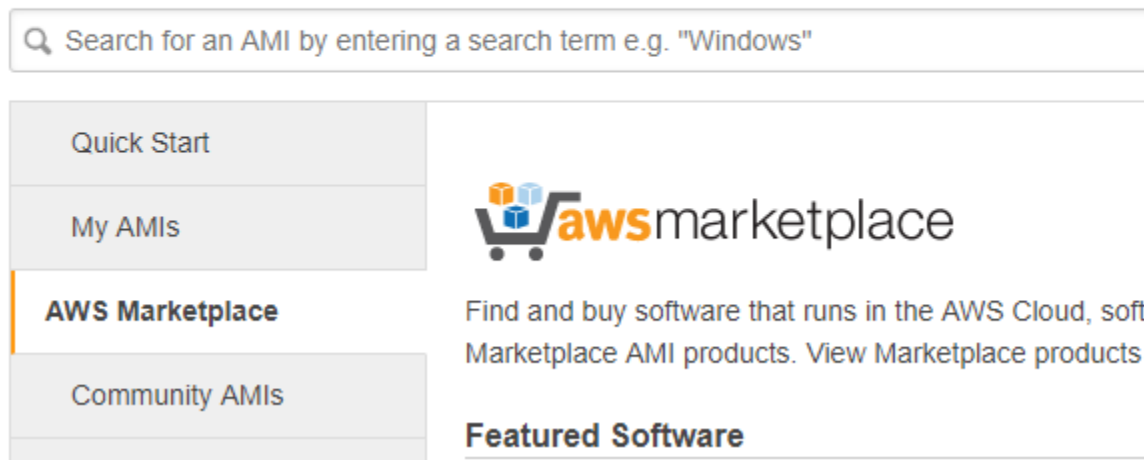 Search for an AMI by entering a search term e.g. "Windows"
Quick Start
My AMIs
AWS Marketplace
Community AMIs
awsmarketplace
Find and buy software that runs in the AWS Cloud, soft
Marketplace AMI products. View Marketplace products
Featured Software